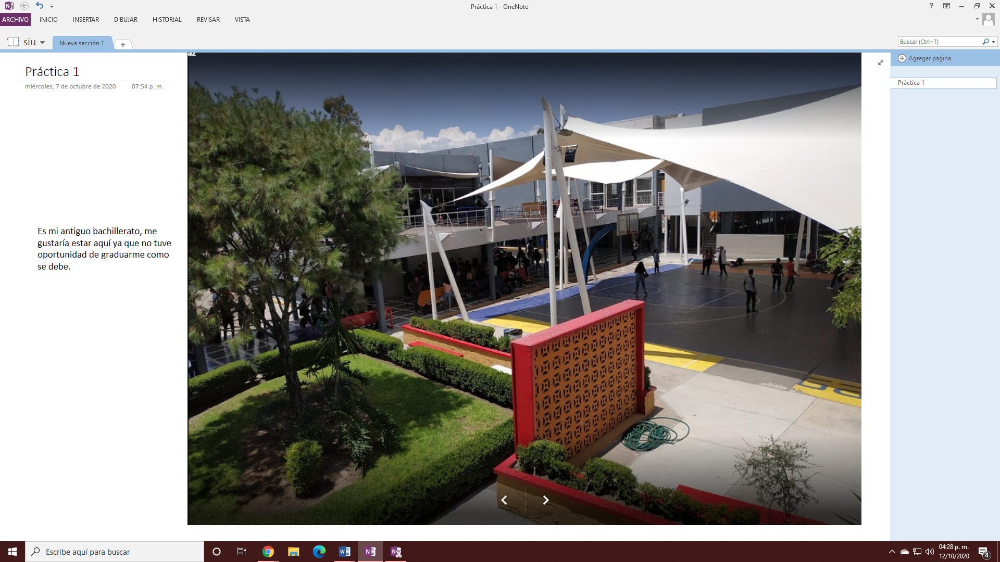 Práctica 1 - OneNote
ARCHIVO INICIO INSERTAR DIBUJAR HISTORIAL REVISAR VISTA
siu Nueva sección 1
Buscar (Ctrl+T)
az
Agregar página
Práctica 1
Práctica 1
miércoles, 7 de octubre de 2020 07:54 p. m.
Es mi antiguo bachillerato, me
gustaría estar aquí ya que no tuve
oportunidad de graduarme como
se debe.
Escribe aquí para buscar
04:28 p. m.
12/10/2020
4